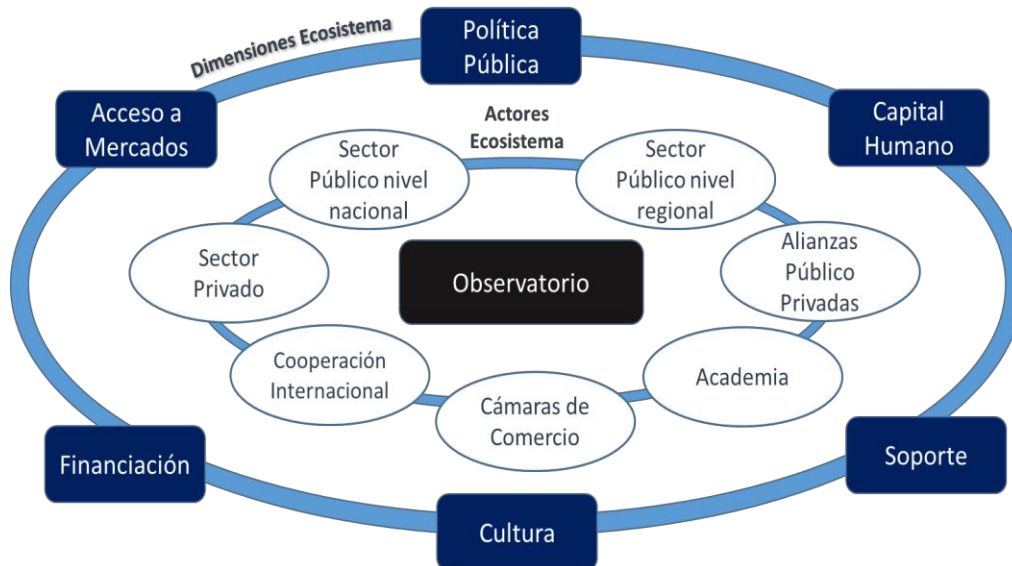 Dimensiones Ecosistema
Política
Pública
Acceso a
Mercados
Capital
Humano
Actores
Ecosistema
Sector
Público nivel
nacional
Sector
Público nivel
regional
Sector
Privado
Observatorio
Alianzas
Público
Privadas
Cooperación
Internacional
Academia
Cámaras de
Comercio
Financiación
Soporte
Cultura